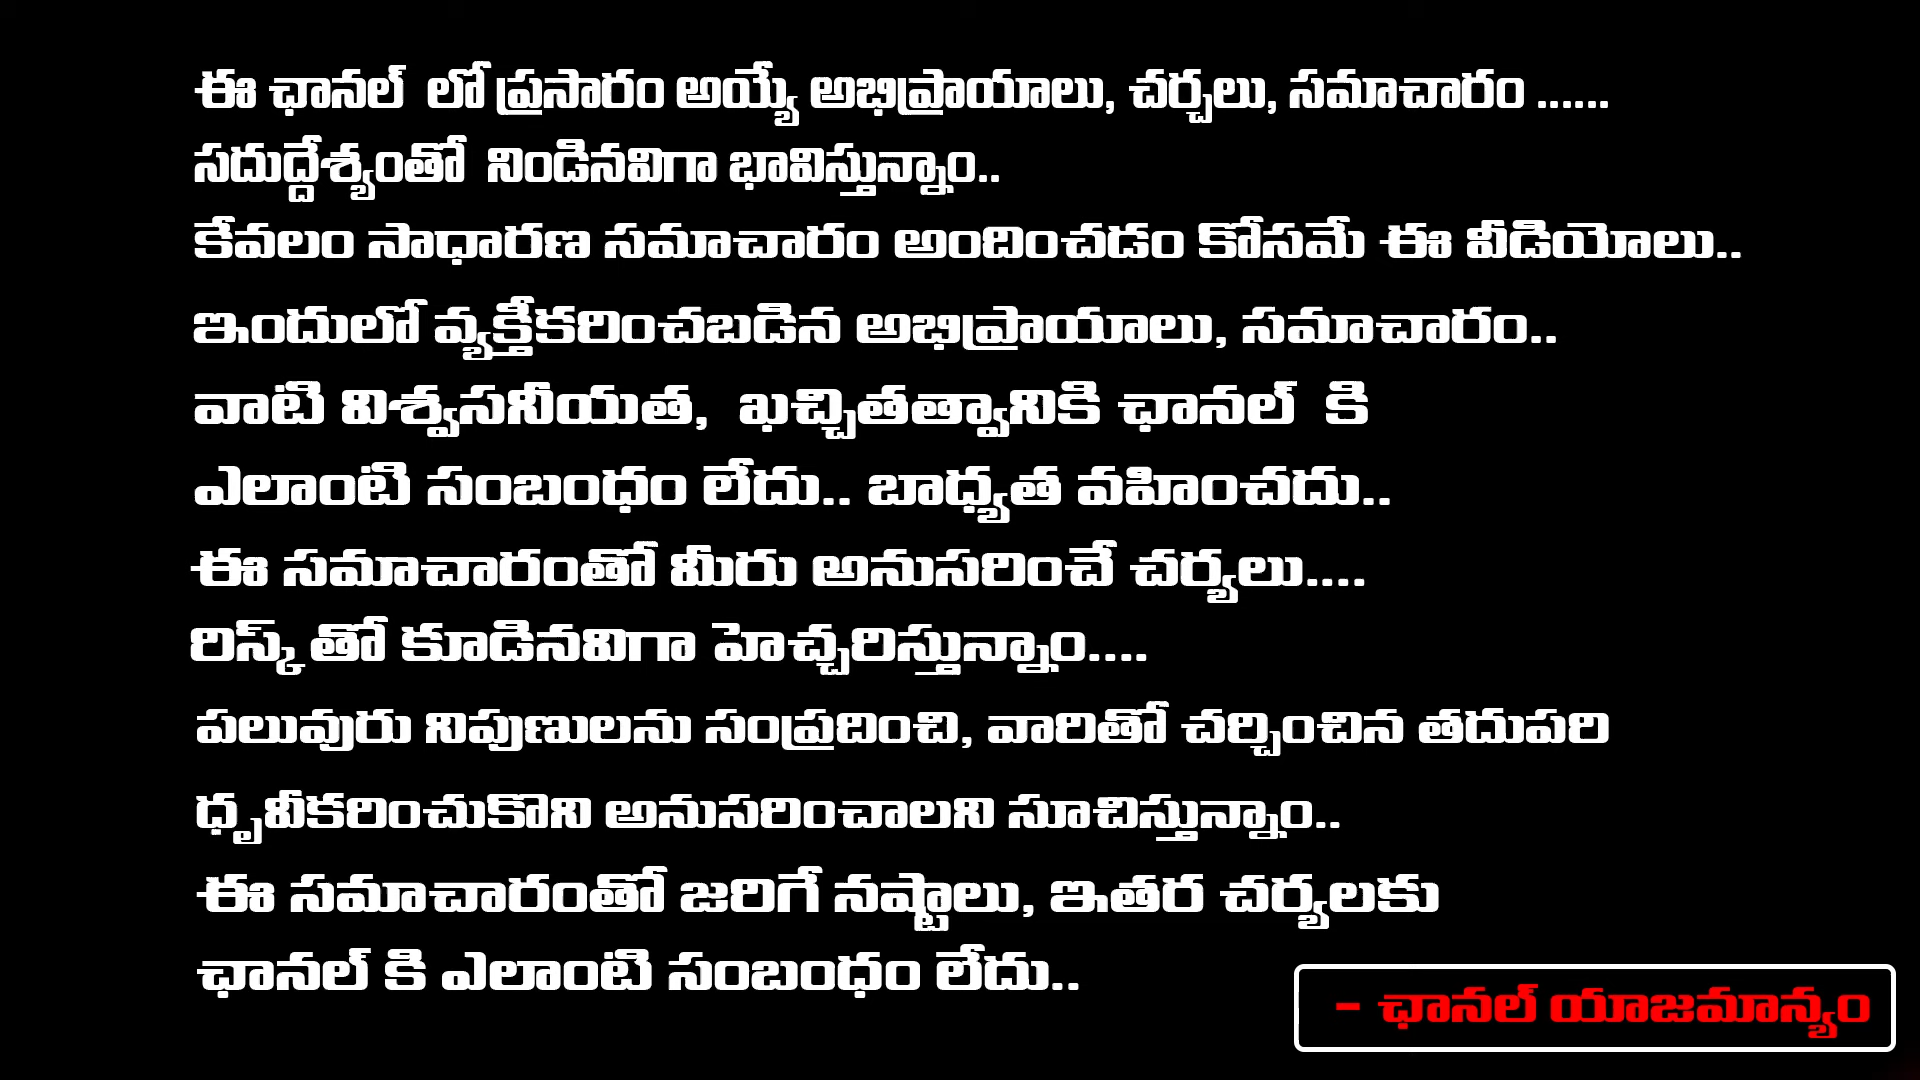 ఈ ఛానల్ లో ప్రసారం అయ్యే అభిప్రాయాలు, చర్చలు, సమాచారం ......
సదుద్దేశ్యంతో నిండినవిగా భావిస్తున్నాం..
కేవలం సాధారణ సమాచారం అందించడం కోసమే ఈ వీడియోలు..
ఇందులో వ్యక్తీకరించబడిన అభిప్రాయాలు, సమాచారం..
వాటి విశ్వసనీయత, ఖచ్చితత్వానికి ఛానల్ కి
ఎలాంటి సంబంధం లేదు.. బాధ్యత వహించదు..
ఈ సమాచారంతో మీరు అనుసరించే చర్యలు....
రిస్క్ తో కూడినవిగా హెచ్చరిస్తున్నాం....
పలువురు నిపుణులను సంప్రదించి, వారితో చర్చించిన తదుపరి
ధృవీకరించుకొని అనుసరించాలని సూచిస్తున్నాం..
ఈ సమాచారంతో జరిగే నష్టాలు, ఇతర చర్యలకు
ఛానల్ కి ఎలాంటి సంబంధం లేదు..
- ఛానల్ యాజమాన్యం